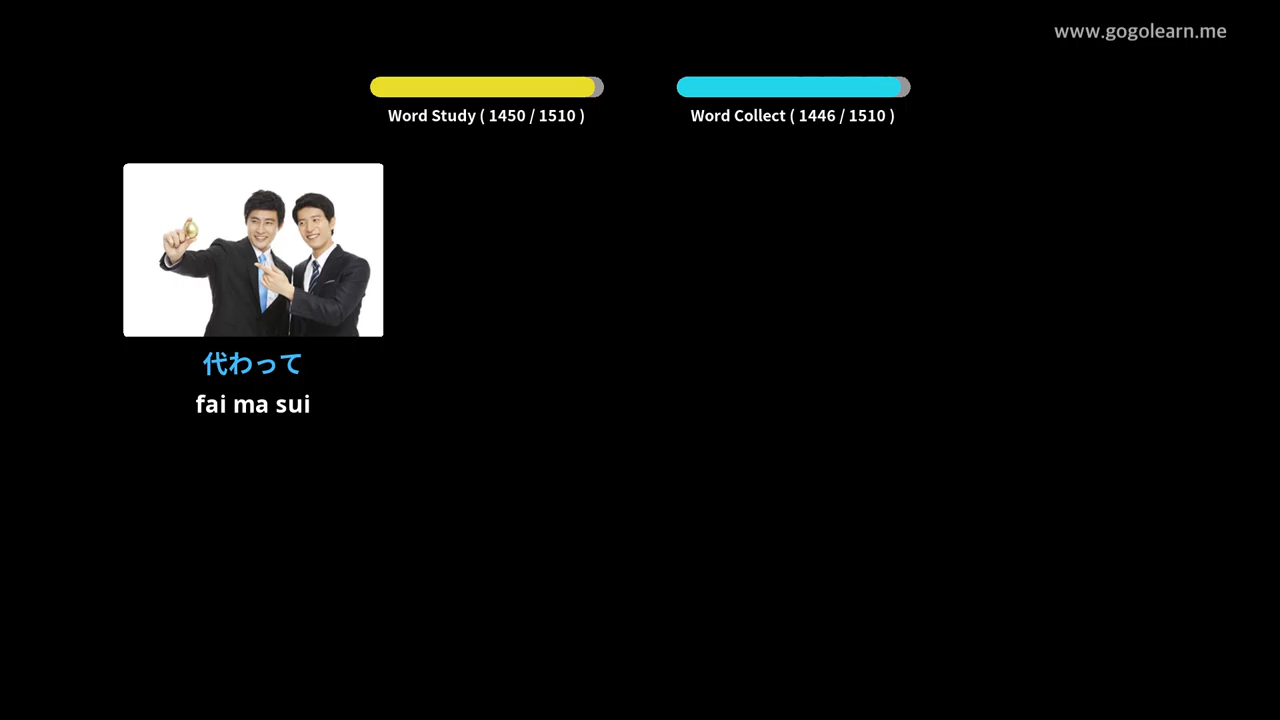 www.gogolearn.me
Word Study ( 1450 / 1510 )
Word Collect ( 1446 / 1510 )
代わって
fai ma sui